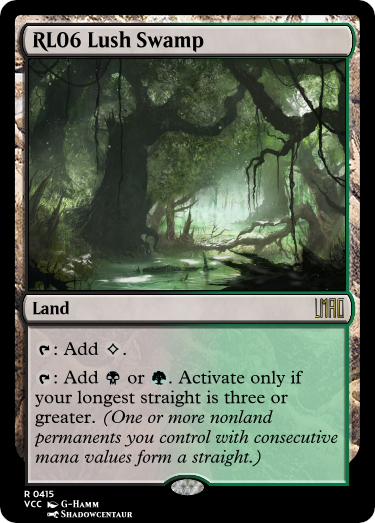 RL06 Lush Swamp
Land
LMAC
: Add .
: Add or . Activate only if
your longest straight is three or
greater. (One or more nonland
permanents you control with consecutive
mana values form a straight.)
R 0415
VCC G-Hamm
Shadowcentaur